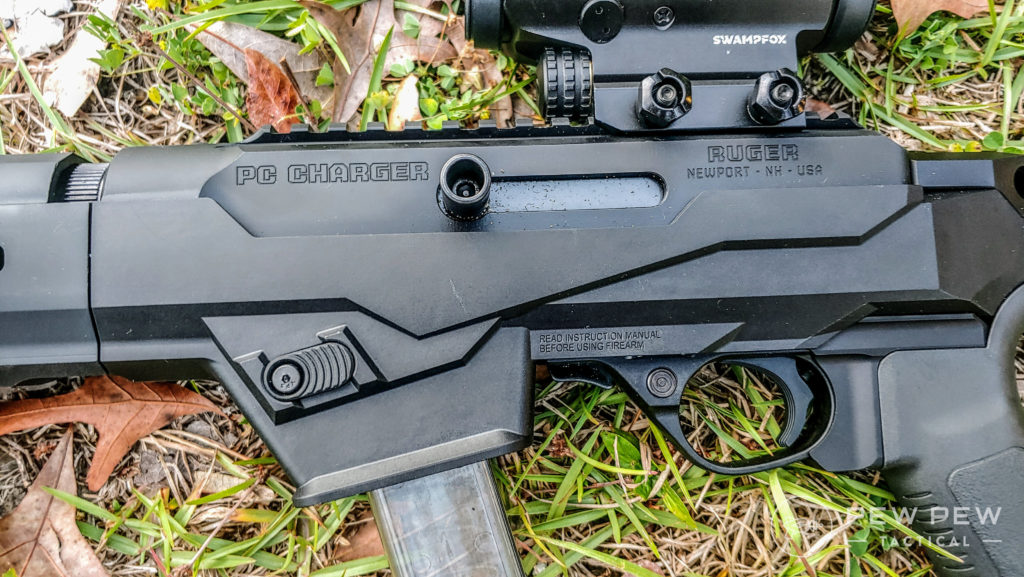 SWAMPFOX
PC CHARGER
RUGER
NEWPORT - NH - USA
READ INSTRUCTION MANUAL
BEFORE USING FIREARM
PEW PEW
TACTICAL